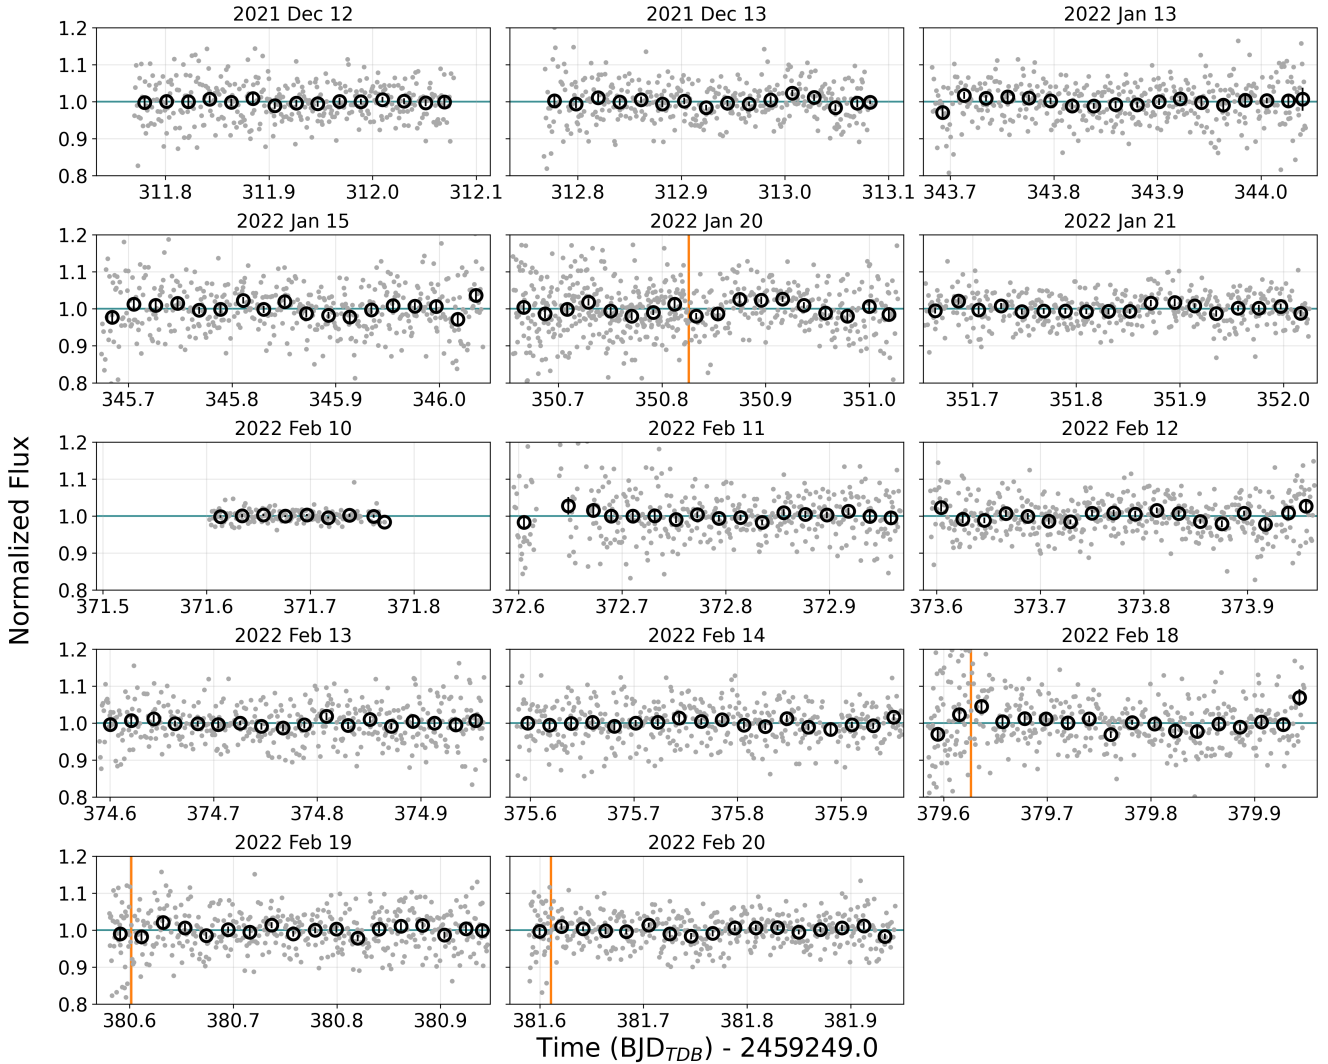 2021 Dec 12 2021 Dec 13 2022 Jan 13
1.2
1.1
1.0
0.9
0.8
311.8 311.9 312.0 312.1 312.8 312.9 313.0 313.1 343.7 343.8 343.9 344.0
2022 Jan 15 2022 Jan 20 2022 Jan 21
1.2
1.1
1.0
0.9
0.8
345.7 345.8 345.9 346.0 350.7 350.8 350.9 351.0 351.7 351.8 351.9 352.0
2022 Feb 10 2022 Feb 11 2022 Feb 12
1.2
1.1
1.0
0.9
0.8
371.5 371.6 371.7 371.8 372.6 372.7 372.8 372.9 373.6 373.7 373.8 373.9
Normalized Flux
2022 Feb 13 2022 Feb 14 2022 Feb 18
1.2
1.1
1.0
0.9
0.8
374.6 374.7 374.8 374.9 375.6 375.7 375.8 375.9 379.6 379.7 379.8 379.9
2022 Feb 19 2022 Feb 20
1.2
1.1
1.0
0.9
0.8
380.6 380.7 380.8 380.9 381.6 381.7 381.8 381.9
Time (BJD_TDB) - 2459249.0